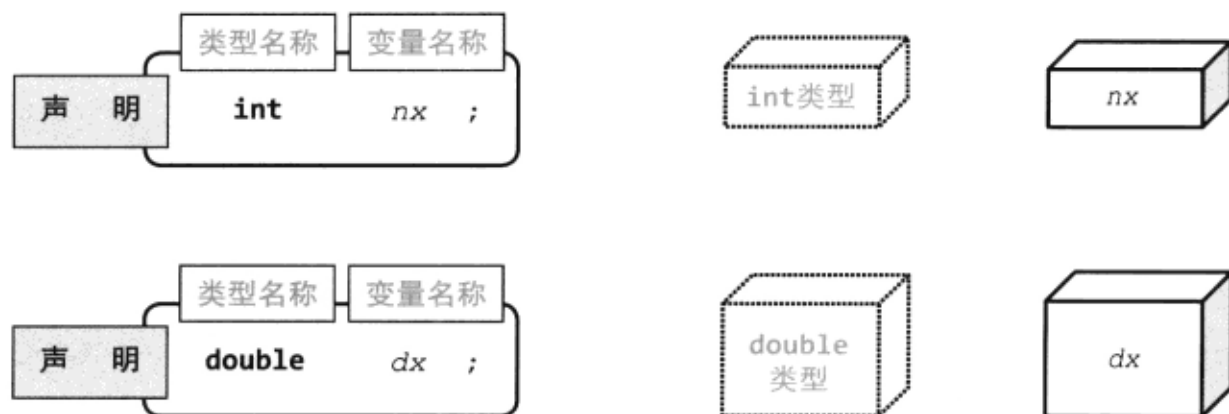 类型名称 变量名称
声 明 int nx ; int类型 nx
类型名称 变量名称
声 明 double dx ; double dx
类型